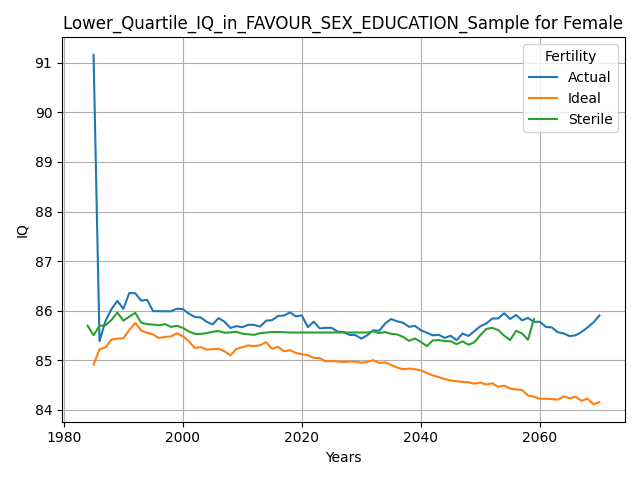 Lower_Quartile_IQ_in_FAVOUR_SEX_EDUCATION_Sample for Female
Fertility
Actual
Ideal
Sterile
91
90
89
88
87
86
85
84
IQ
1980
2000
2020
2040
2060
Years